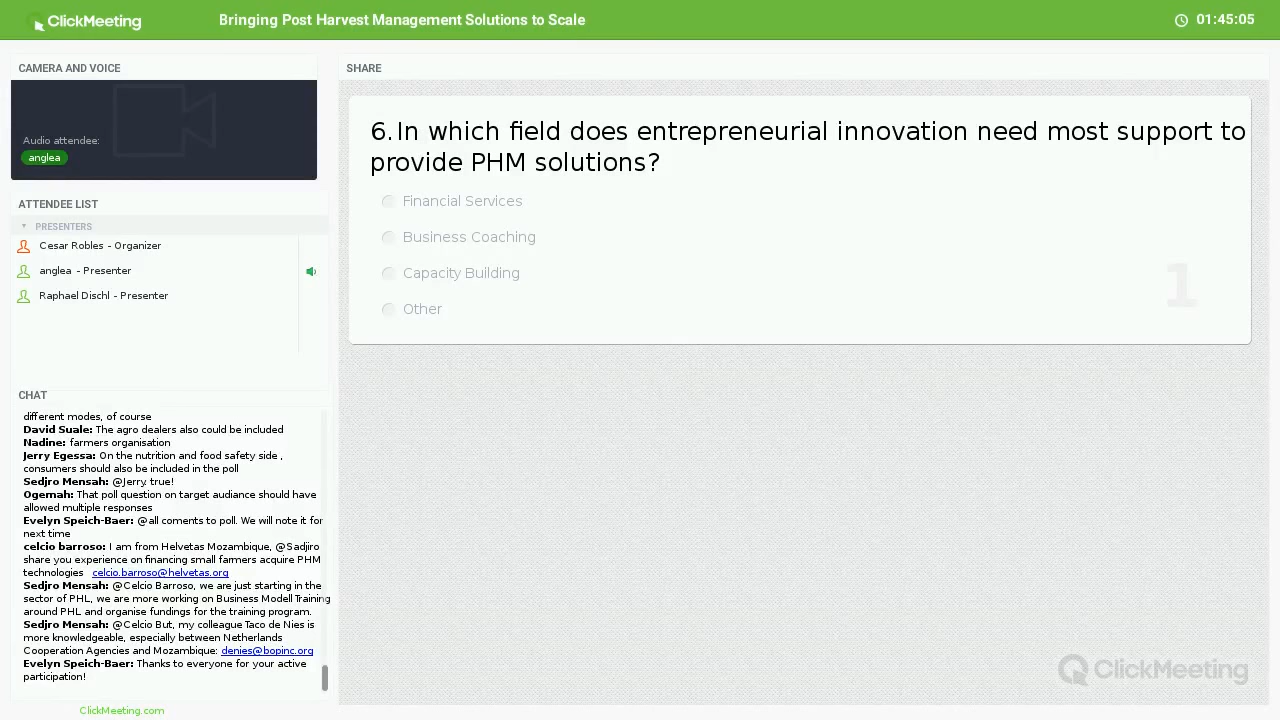 ClickMeeting
Bringing Post Harvest Management Solutions to Scale
01:45:05
CAMERA AND VOICE
Audio attendee:
anglea
ATTENDEE LIST
PRESENTERS
Cesar Robles - Organizer
anglea - Presenter
Raphael Dischl - Presenter
CHAT
different modes, of course
David Suale: The agro dealers also could be included
Nadine: farmers organisation
Jerry Egessa: On the nutrition and food safety side ,
consumers should also be included in the poll
Sedjro Mensah: @Jerry. true!
Ogemah: That poll question on target audiance should have
allowed multiple responses
Evelyn Speich-Baer: @all coments to poll. We will note it for
next time
celcio barroso: I am from Helvetas Mozambique, @Sadjiro
share you experience on financing small farmers acquire PHM
technologies celcio.barroso@helvetas.org
Sedjro Mensah: @Celcio Barroso, we are just starting in the
sector of PHL, we are more working on Business Modell Training
around PHL and organise fundings for the training program.
Sedjro Mensah: @Celcio But, my colleague Taco de Nies is
more knowledgeable, especially between Netherlands
Cooperation Agencies and Mozambique: denies@bopinc.org
Evelyn Speich-Baer: Thanks to everyone for your active
participation!
ClickMeeting.com
SHARE
6. In which field does entrepreneurial innovation need most support to
provide PHM solutions?
Financial Services
Business Coaching
Capacity Building
Other
1
ClickMeeting